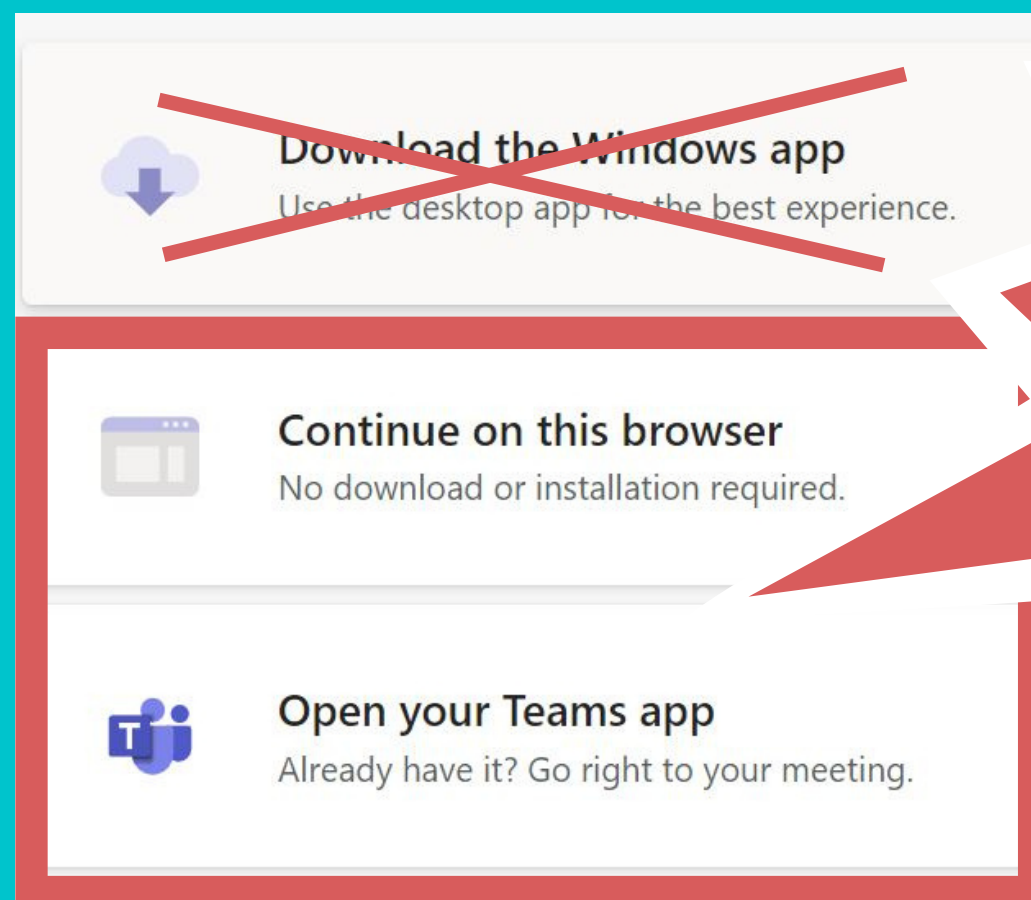 Download the Windows app
Use the desktop app for the best experience.
Continue on this browser
No download or installation required.
Open your Teams app
T
Already have it? Go right to your meeting.